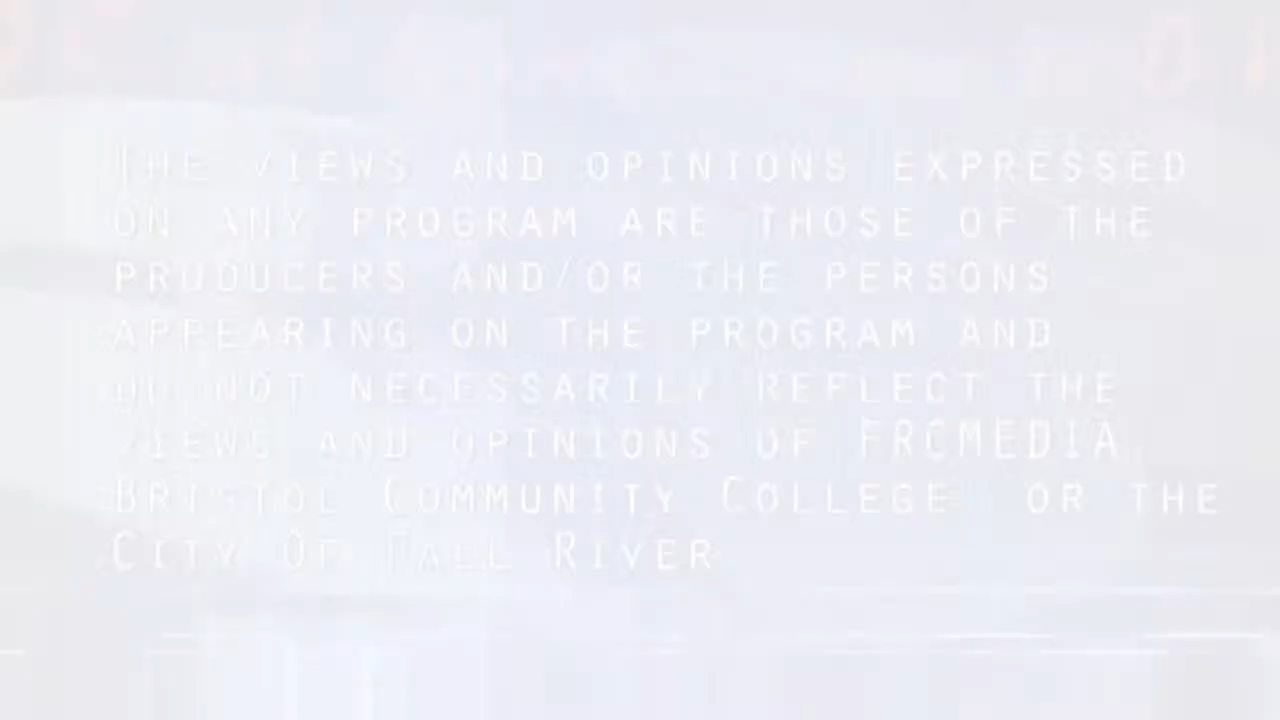 THE VIEWS AND OPINIONS EXPRESSED
ON ANY PROGRAM ARE THOSE OF THE
PRODUCERS AND/OR THE PERSONS
APPEARING ON THE PROGRAM AND
DO NOT NECESSARILY REFLECT THE
VIEWS AND OPINIONS OF FRCMEDIA
BRISTOL COMMUNITY COLLEGE OR THE
CITY OF FALL RIVER